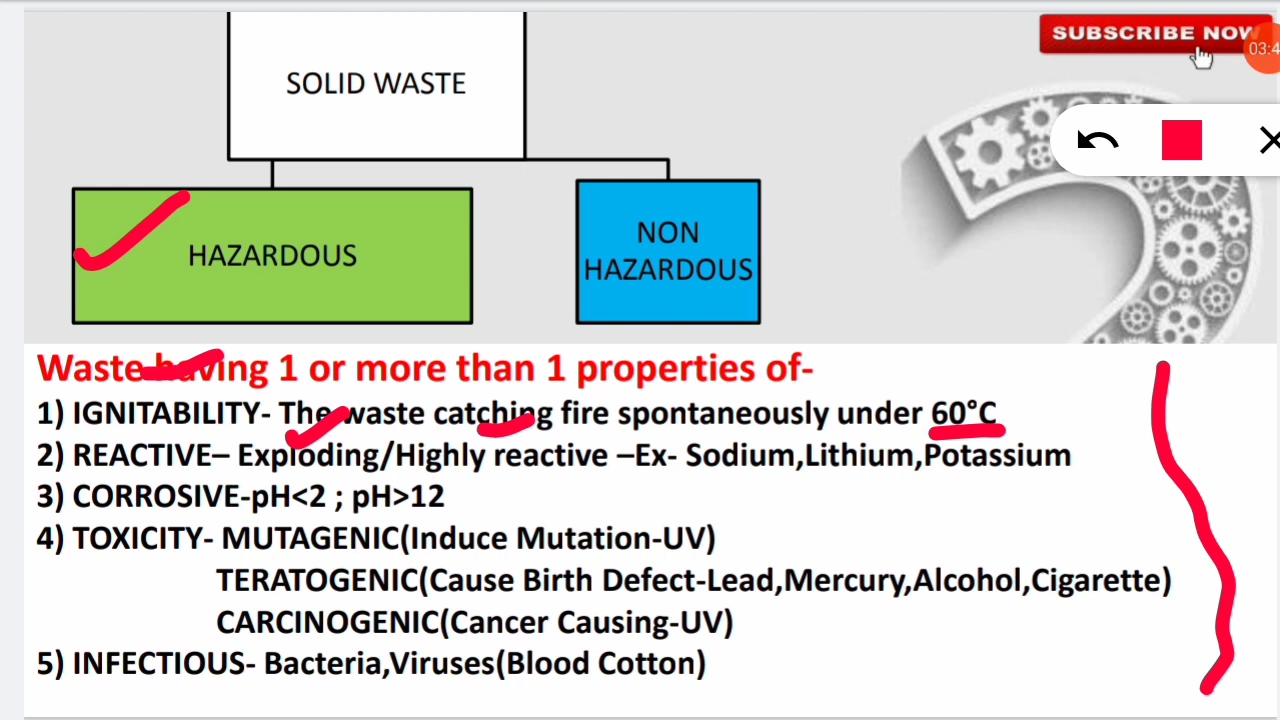 SUBSCRIBE NOW
03:4
SOLID WASTE
HAZARDOUS
NON
HAZARDOUS
Waste having 1 or more than 1 properties of-
1) IGNITABILITY- The waste catching fire spontaneously under 60°C
2) REACTIVE– Exploding/Highly reactive –Ex- Sodium,Lithium,Potassium
3) CORROSIVE-pH<2 ; pH>12
4) TOXICITY- MUTAGENIC(Induce Mutation-UV)
TERATOGENIC(Cause Birth Defect-Lead,Mercury,Alcohol,Cigarette)
CARCINOGENIC(Cancer Causing-UV)
5) INFECTIOUS- Bacteria,Viruses(Blood Cotton)